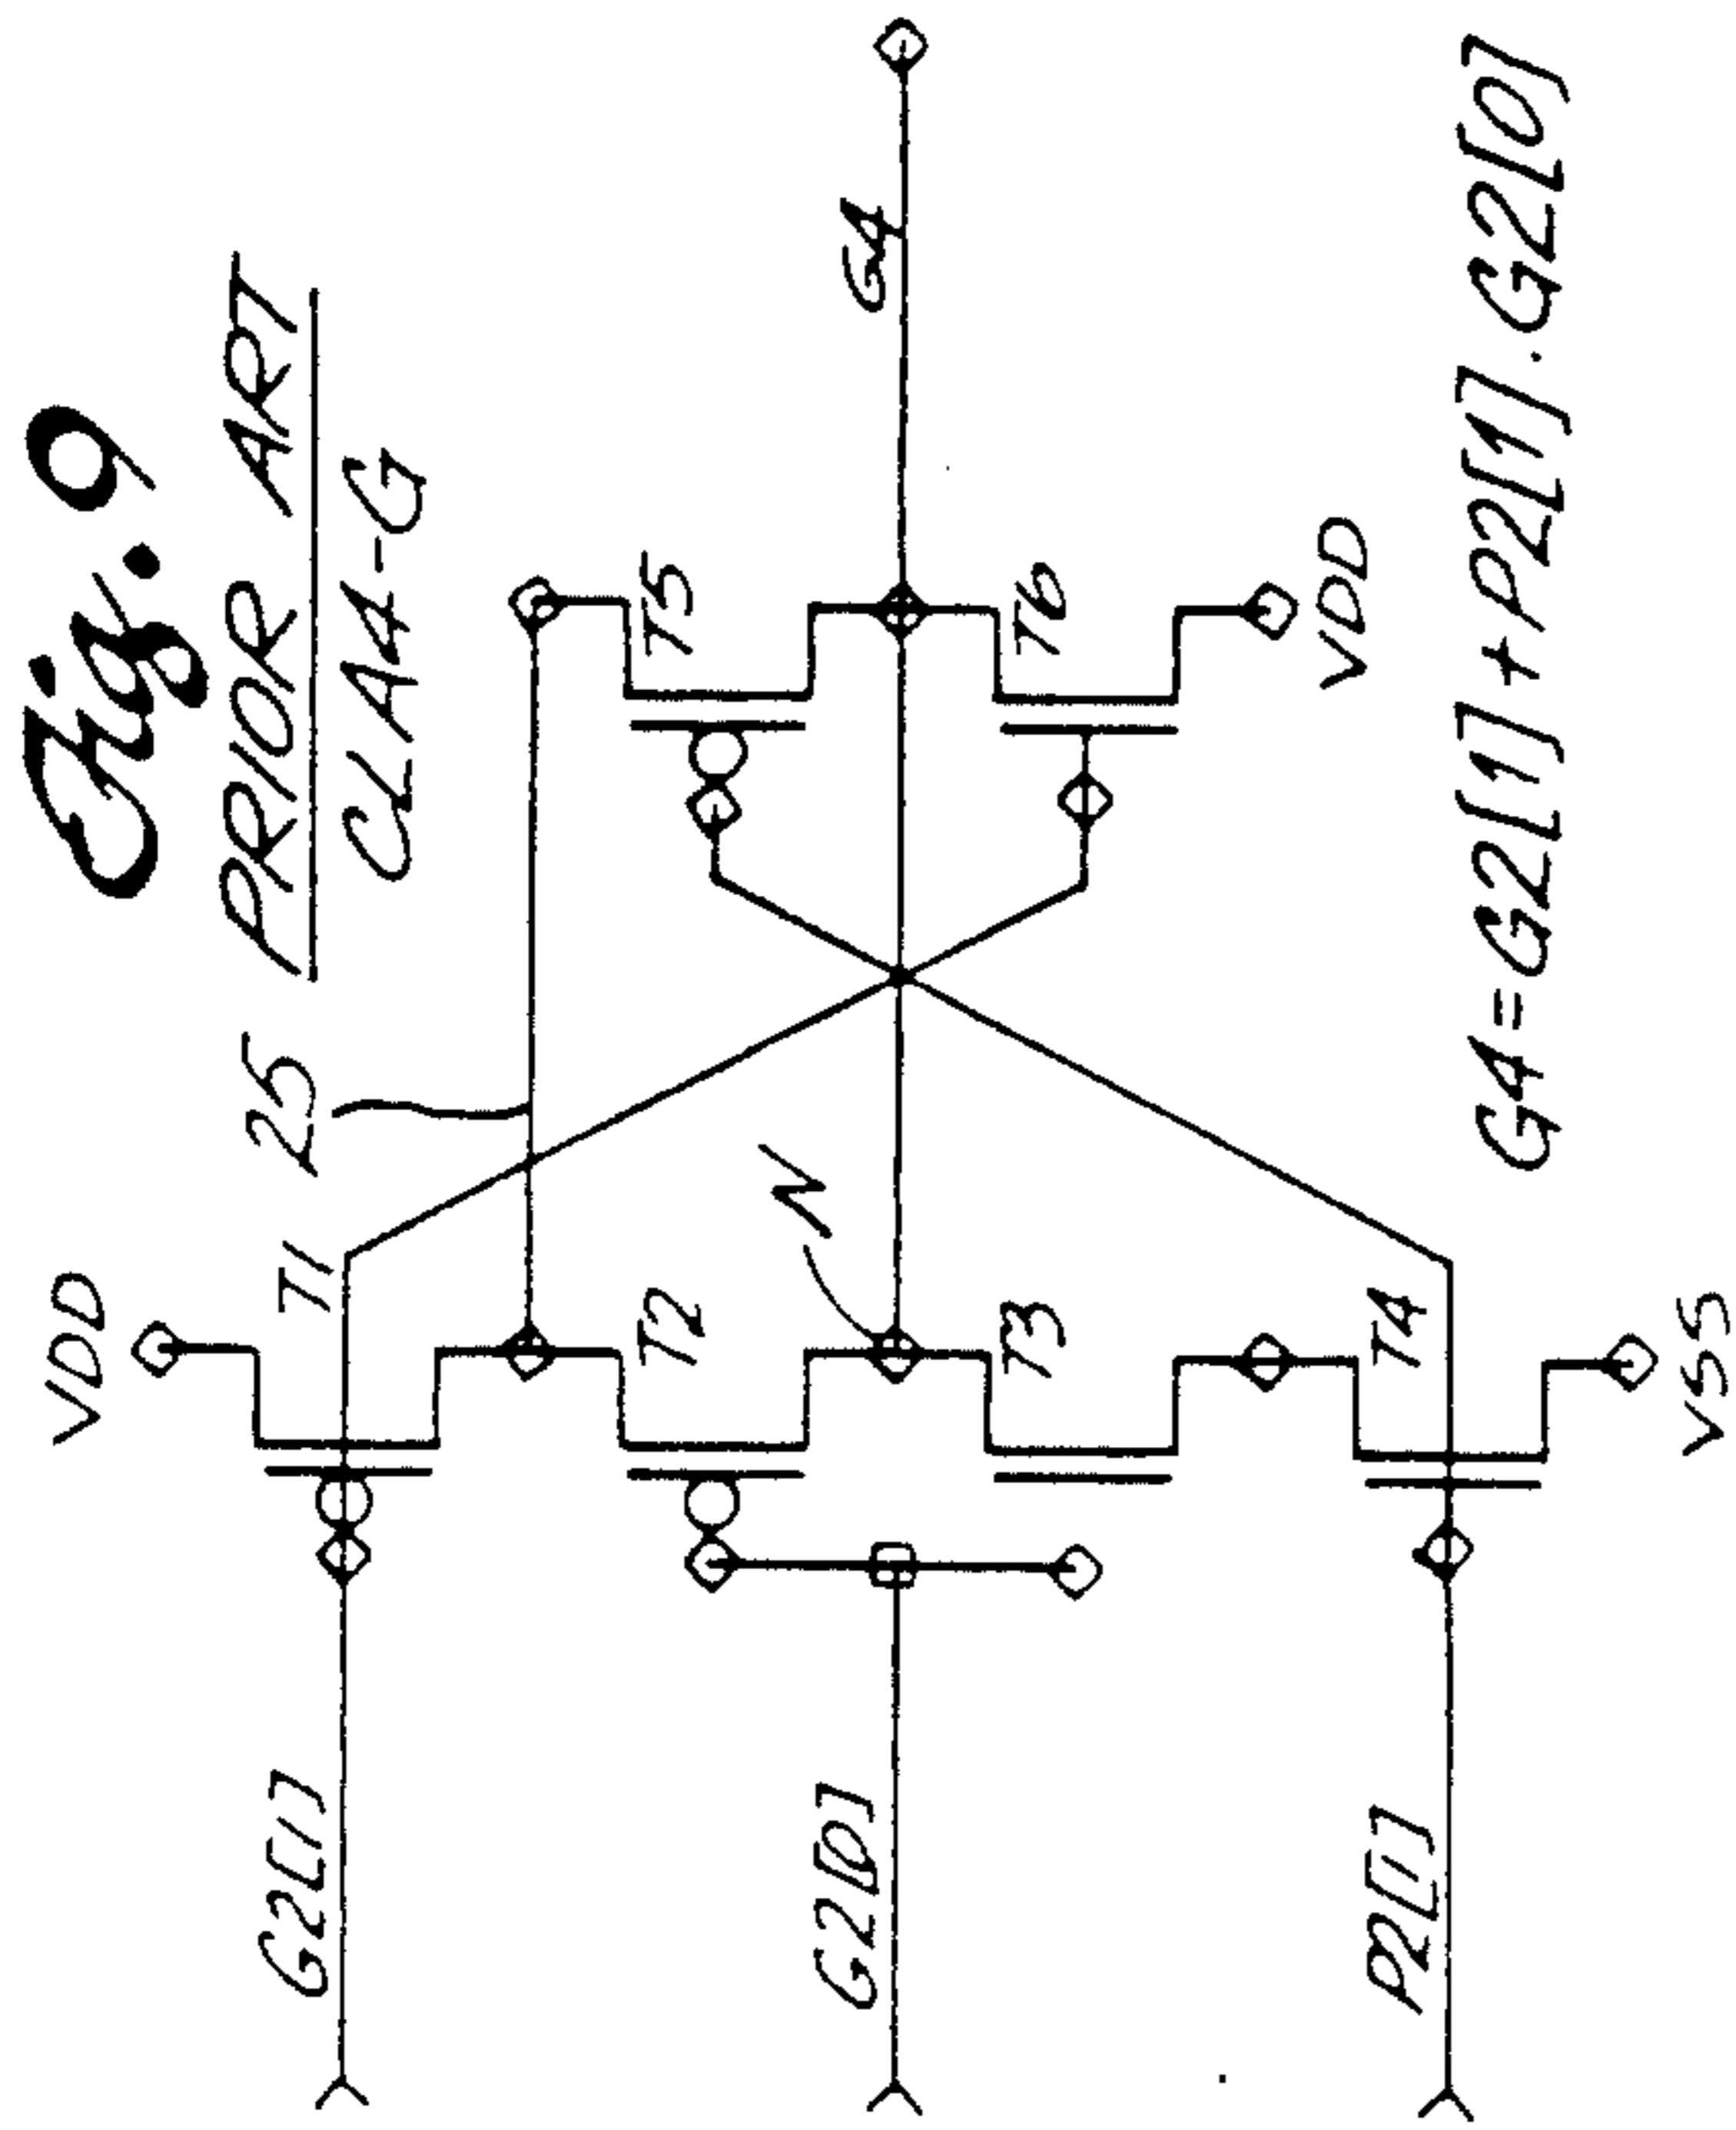 Fig. 9
PRIOR ART
CLA4-G
VDD
25
T1
G2[1]
T2
T5
N
G4
G2[0]
T3
T6
VDD
T4
P2[1]
VSS
G4=G2[1]+P2[1].G2[0]